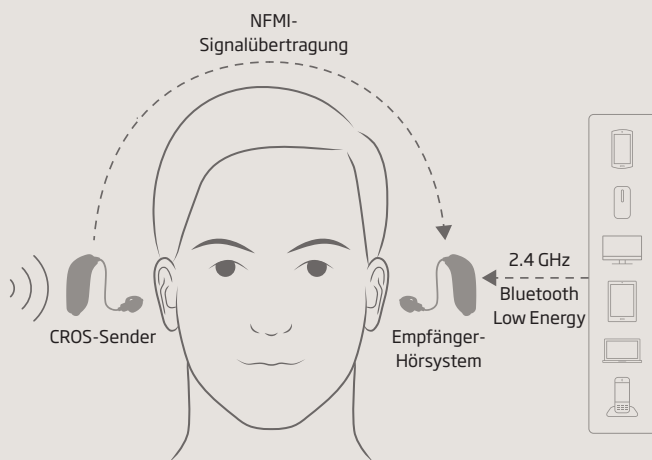 NFMI-
Signalübertragung
2.4 GHz
Bluetooth
Low Energy
CROS-Sender
Empfänger-
Hörsystem